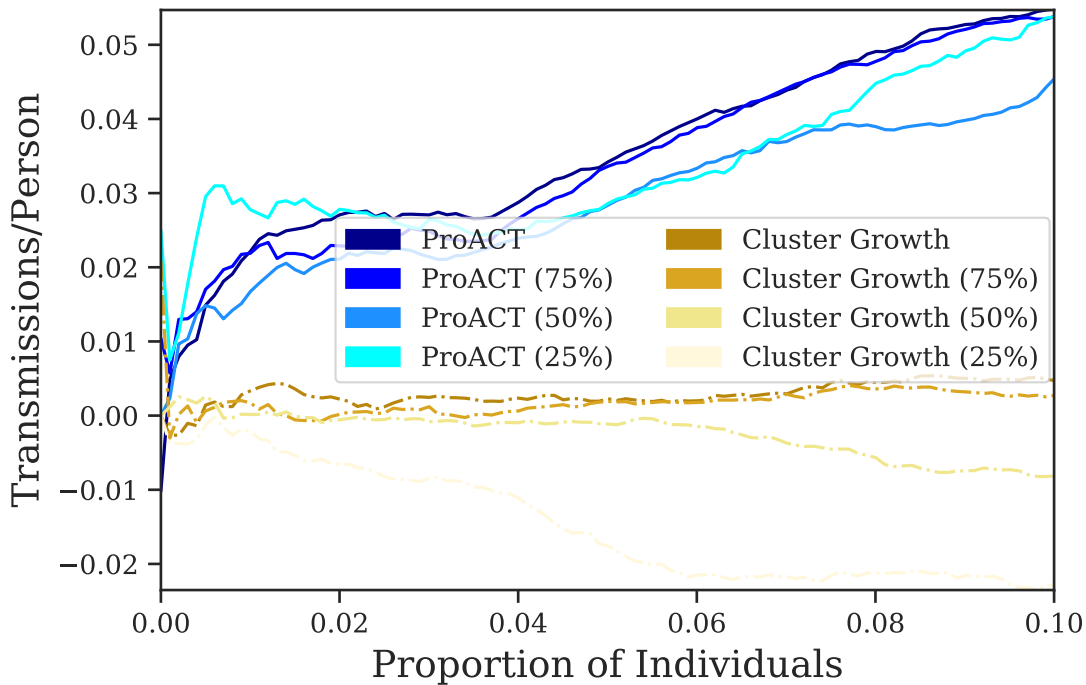 0.05
0.04
0.03
0.02
0.01
0.00
−0.01
−0.02
Transmissions/Person
ProACT
ProACT (75%)
ProACT (50%)
ProACT (25%)
Cluster Growth
Cluster Growth (75%)
Cluster Growth (50%)
Cluster Growth (25%)
0.00 0.02 0.04 0.06 0.08 0.10
Proportion of Individuals